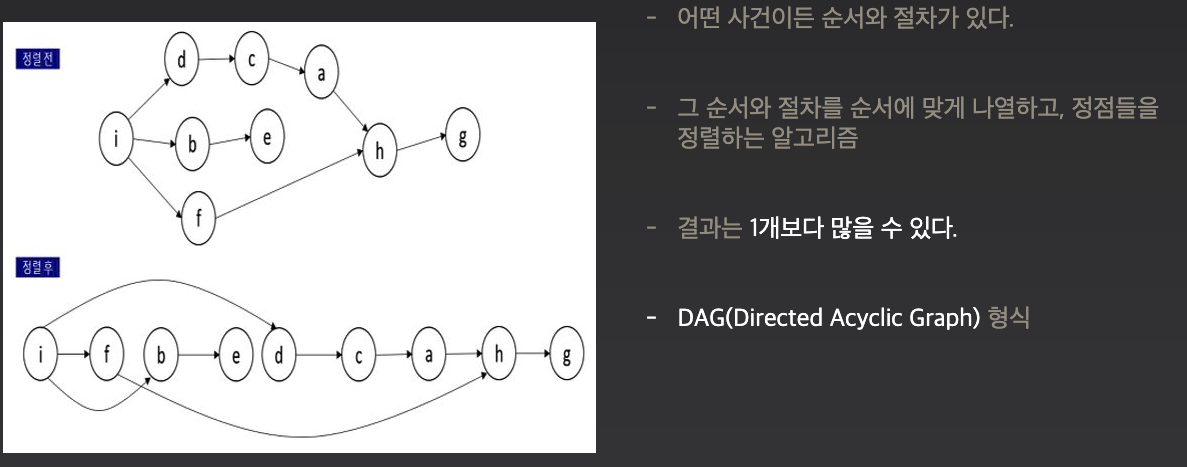 정렬 전
d
c
a
i
b
e
h
g
f
정렬 후
i
f
b
e
d
c
a
h
g
- 어떤 사건이든 순서와 절차가 있다.
- 그 순서와 절차를 순서에 맞게 나열하고, 정점들을
정렬하는 알고리즘
- 결과는 1개보다 많을 수 있다.
- DAG(Directed Acyclic Graph) 형식